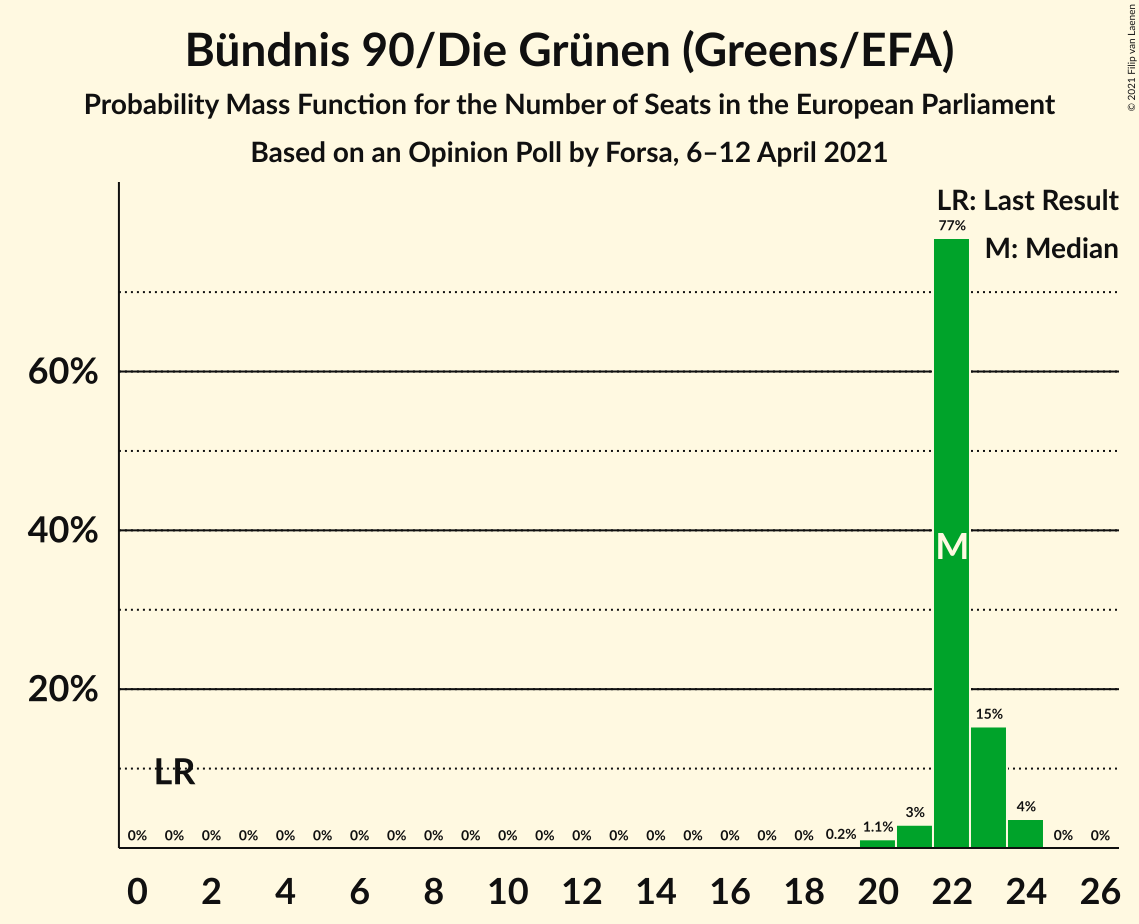 Bündnis 90/Die Grünen (Greens/EFA)
Probability Mass Function for the Number of Seats in the European Parliament
Based on an Opinion Poll by Forsa, 6–12 April 2021
© 2021 Filip van Laenen
LR: Last Result
M: Median
77%
60%
40%
M
20%
15%
LR
0% 0% 0% 0% 0% 0% 0% 0% 0% 0% 0% 0% 0% 0% 0% 0% 0% 0% 0% 0.2% 1.1% 3% 4% 0% 0%
0 2 4 6 8 10 12 14 16 18 20 22 24 26